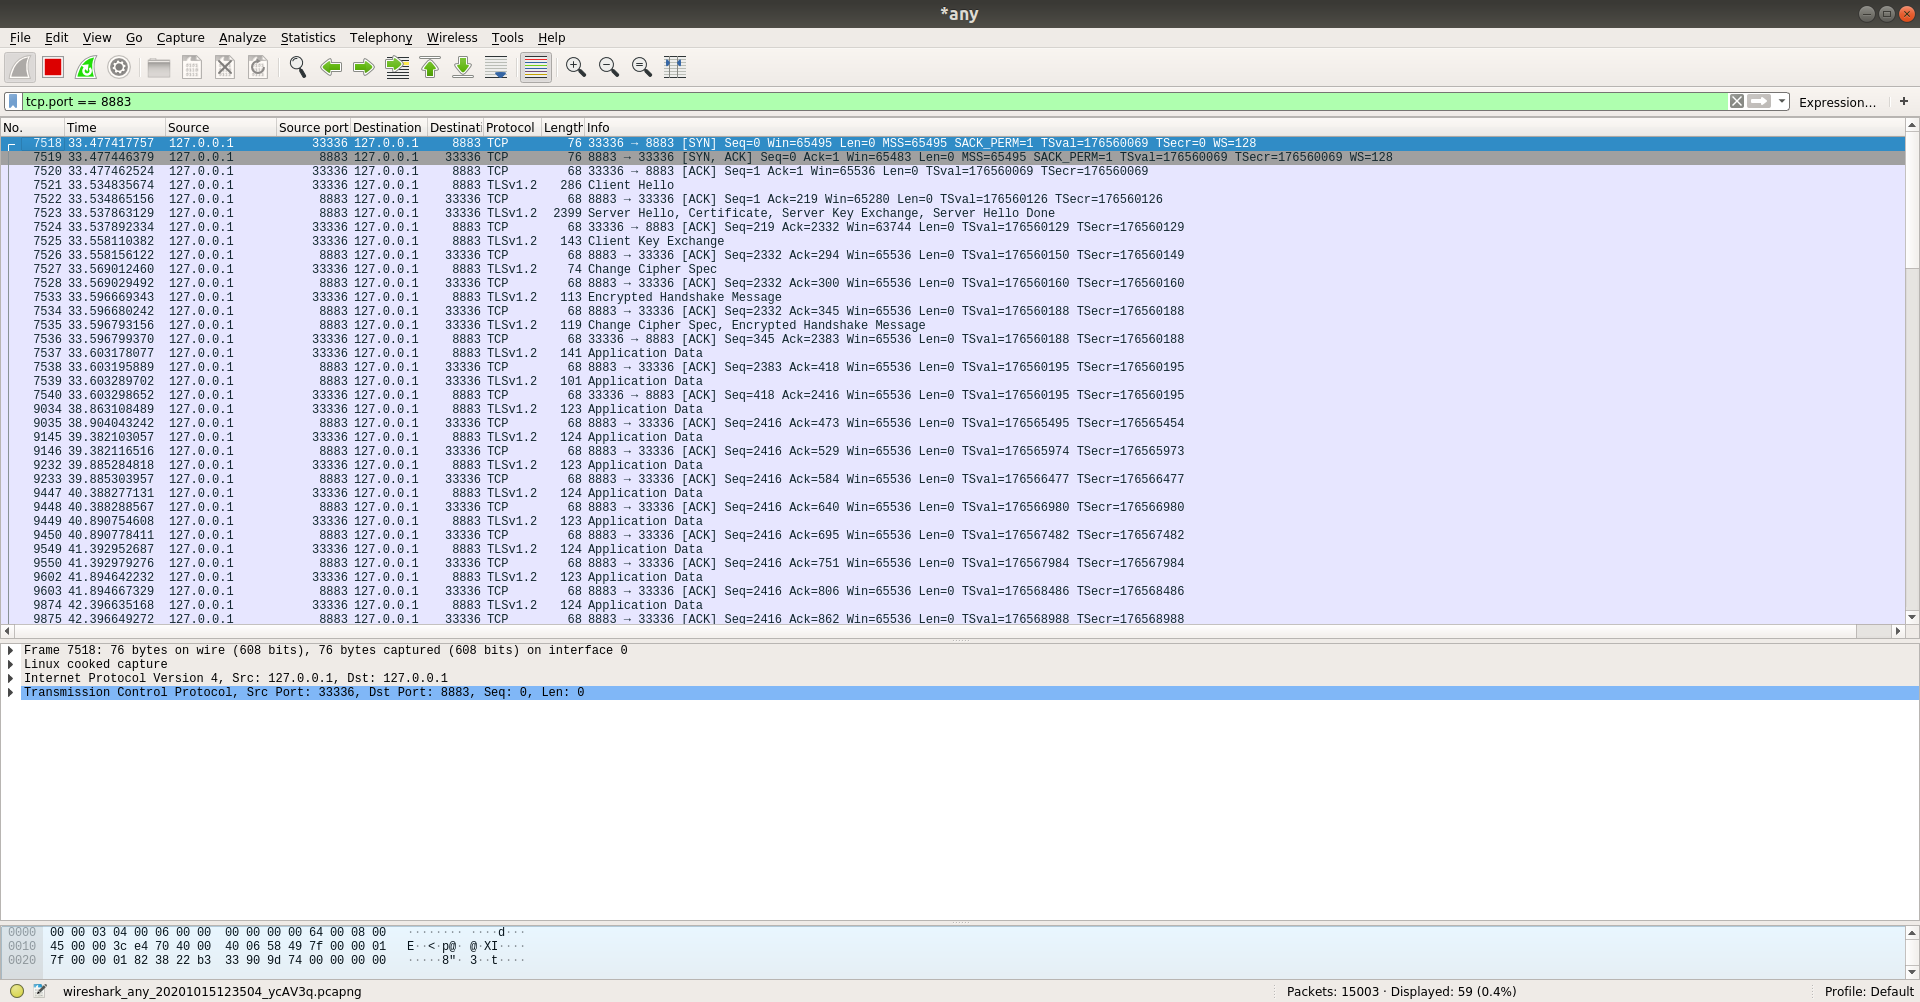 *any
File Edit View Go Capture Analyze Statistics Telephony Wireless Tools Help
tcp.port == 8883 Expression... +
No. Time Source Source port Destination Destinati Protocol Length Info
7518 33.477417757 127.0.0.1 33336 127.0.0.1 8883 TCP 76 33336 → 8883 [SYN] Seq=0 Win=65495 Len=0 MSS=65495 SACK_PERM=1 TSval=176560069 TSecr=0 WS=128
7519 33.477446379 127.0.0.1 8883 127.0.0.1 33336 TCP 76 8883 → 33336 [SYN, ACK] Seq=0 Ack=1 Win=65483 Len=0 MSS=65495 SACK_PERM=1 TSval=176560069 TSecr=176560069 WS=128
7520 33.477462524 127.0.0.1 33336 127.0.0.1 8883 TCP 68 33336 → 8883 [ACK] Seq=1 Ack=1 Win=65536 Len=0 TSval=176560069 TSecr=176560069
7521 33.534835674 127.0.0.1 33336 127.0.0.1 8883 TLSv1.2 286 Client Hello
7522 33.534865156 127.0.0.1 8883 127.0.0.1 33336 TCP 68 8883 → 33336 [ACK] Seq=1 Ack=219 Win=65280 Len=0 TSval=176560126 TSecr=176560126
7523 33.537863129 127.0.0.1 8883 127.0.0.1 33336 TLSv1.2 2399 Server Hello, Certificate, Server Key Exchange, Server Hello Done
7524 33.537892334 127.0.0.1 33336 127.0.0.1 8883 TCP 68 33336 → 8883 [ACK] Seq=219 Ack=2332 Win=63744 Len=0 TSval=176560129 TSecr=176560129
7525 33.558110382 127.0.0.1 33336 127.0.0.1 8883 TLSv1.2 143 Client Key Exchange
7526 33.558156122 127.0.0.1 8883 127.0.0.1 33336 TCP 68 8883 → 33336 [ACK] Seq=2332 Ack=294 Win=65536 Len=0 TSval=176560150 TSecr=176560149
7527 33.569012460 127.0.0.1 33336 127.0.0.1 8883 TLSv1.2 74 Change Cipher Spec
7528 33.569029492 127.0.0.1 8883 127.0.0.1 33336 TCP 68 8883 → 33336 [ACK] Seq=2332 Ack=300 Win=65536 Len=0 TSval=176560160 TSecr=176560160
7533 33.596669343 127.0.0.1 33336 127.0.0.1 8883 TLSv1.2 113 Encrypted Handshake Message
7534 33.596680242 127.0.0.1 8883 127.0.0.1 33336 TCP 68 8883 → 33336 [ACK] Seq=2332 Ack=345 Win=65536 Len=0 TSval=176560188 TSecr=176560188
7535 33.596793156 127.0.0.1 8883 127.0.0.1 33336 TLSv1.2 119 Change Cipher Spec, Encrypted Handshake Message
7536 33.596799370 127.0.0.1 33336 127.0.0.1 8883 TCP 68 33336 → 8883 [ACK] Seq=345 Ack=2383 Win=65536 Len=0 TSval=176560188 TSecr=176560188
7537 33.603178077 127.0.0.1 33336 127.0.0.1 8883 TLSv1.2 141 Application Data
7538 33.603195889 127.0.0.1 8883 127.0.0.1 33336 TCP 68 8883 → 33336 [ACK] Seq=2383 Ack=418 Win=65536 Len=0 TSval=176560195 TSecr=176560195
7539 33.603289702 127.0.0.1 8883 127.0.0.1 33336 TLSv1.2 101 Application Data
7540 33.603298652 127.0.0.1 33336 127.0.0.1 8883 TCP 68 33336 → 8883 [ACK] Seq=418 Ack=2416 Win=65536 Len=0 TSval=176560195 TSecr=176560195
9034 38.863108489 127.0.0.1 33336 127.0.0.1 8883 TLSv1.2 123 Application Data
9035 38.904043242 127.0.0.1 8883 127.0.0.1 33336 TCP 68 8883 → 33336 [ACK] Seq=2416 Ack=473 Win=65536 Len=0 TSval=176565495 TSecr=176565454
9145 39.382103057 127.0.0.1 33336 127.0.0.1 8883 TLSv1.2 124 Application Data
9146 39.382116516 127.0.0.1 8883 127.0.0.1 33336 TCP 68 8883 → 33336 [ACK] Seq=2416 Ack=529 Win=65536 Len=0 TSval=176565974 TSecr=176565973
9232 39.885284818 127.0.0.1 33336 127.0.0.1 8883 TLSv1.2 123 Application Data
9233 39.885303957 127.0.0.1 8883 127.0.0.1 33336 TCP 68 8883 → 33336 [ACK] Seq=2416 Ack=584 Win=65536 Len=0 TSval=176566477 TSecr=176566477
9447 40.388277131 127.0.0.1 33336 127.0.0.1 8883 TLSv1.2 124 Application Data
9448 40.388288567 127.0.0.1 8883 127.0.0.1 33336 TCP 68 8883 → 33336 [ACK] Seq=2416 Ack=640 Win=65536 Len=0 TSval=176566980 TSecr=176566980
9449 40.890754608 127.0.0.1 33336 127.0.0.1 8883 TLSv1.2 123 Application Data
9450 40.890778411 127.0.0.1 8883 127.0.0.1 33336 TCP 68 8883 → 33336 [ACK] Seq=2416 Ack=695 Win=65536 Len=0 TSval=176567482 TSecr=176567482
9549 41.392952687 127.0.0.1 33336 127.0.0.1 8883 TLSv1.2 124 Application Data
9550 41.392979276 127.0.0.1 8883 127.0.0.1 33336 TCP 68 8883 → 33336 [ACK] Seq=2416 Ack=751 Win=65536 Len=0 TSval=176567984 TSecr=176567984
9602 41.894642232 127.0.0.1 33336 127.0.0.1 8883 TLSv1.2 123 Application Data
9603 41.894667329 127.0.0.1 8883 127.0.0.1 33336 TCP 68 8883 → 33336 [ACK] Seq=2416 Ack=806 Win=65536 Len=0 TSval=176568486 TSecr=176568486
9874 42.396635168 127.0.0.1 33336 127.0.0.1 8883 TLSv1.2 124 Application Data
9875 42.396649272 127.0.0.1 8883 127.0.0.1 33336 TCP 68 8883 → 33336 [ACK] Seq=2416 Ack=862 Win=65536 Len=0 TSval=176568988 TSecr=176568988
Frame 7518: 76 bytes on wire (608 bits), 76 bytes captured (608 bits) on interface 0
Linux cooked capture
Internet Protocol Version 4, Src: 127.0.0.1, Dst: 127.0.0.1
Transmission Control Protocol, Src Port: 33336, Dst Port: 8883, Seq: 0, Len: 0
0000 00 00 03 04 00 06 00 00 00 00 00 00 64 00 08 00 ········ ····d···
0010 45 00 00 3c e4 70 40 00 40 06 58 49 7f 00 00 01 E··<·p@· @·XI····
0020 7f 00 00 01 82 38 22 b3 33 90 9d 74 00 00 00 00 ·····8"· 3··t····
wireshark_any_20201015123504_ycAV3q.pcapng Packets: 15003 · Displayed: 59 (0.4%) Profile: Default